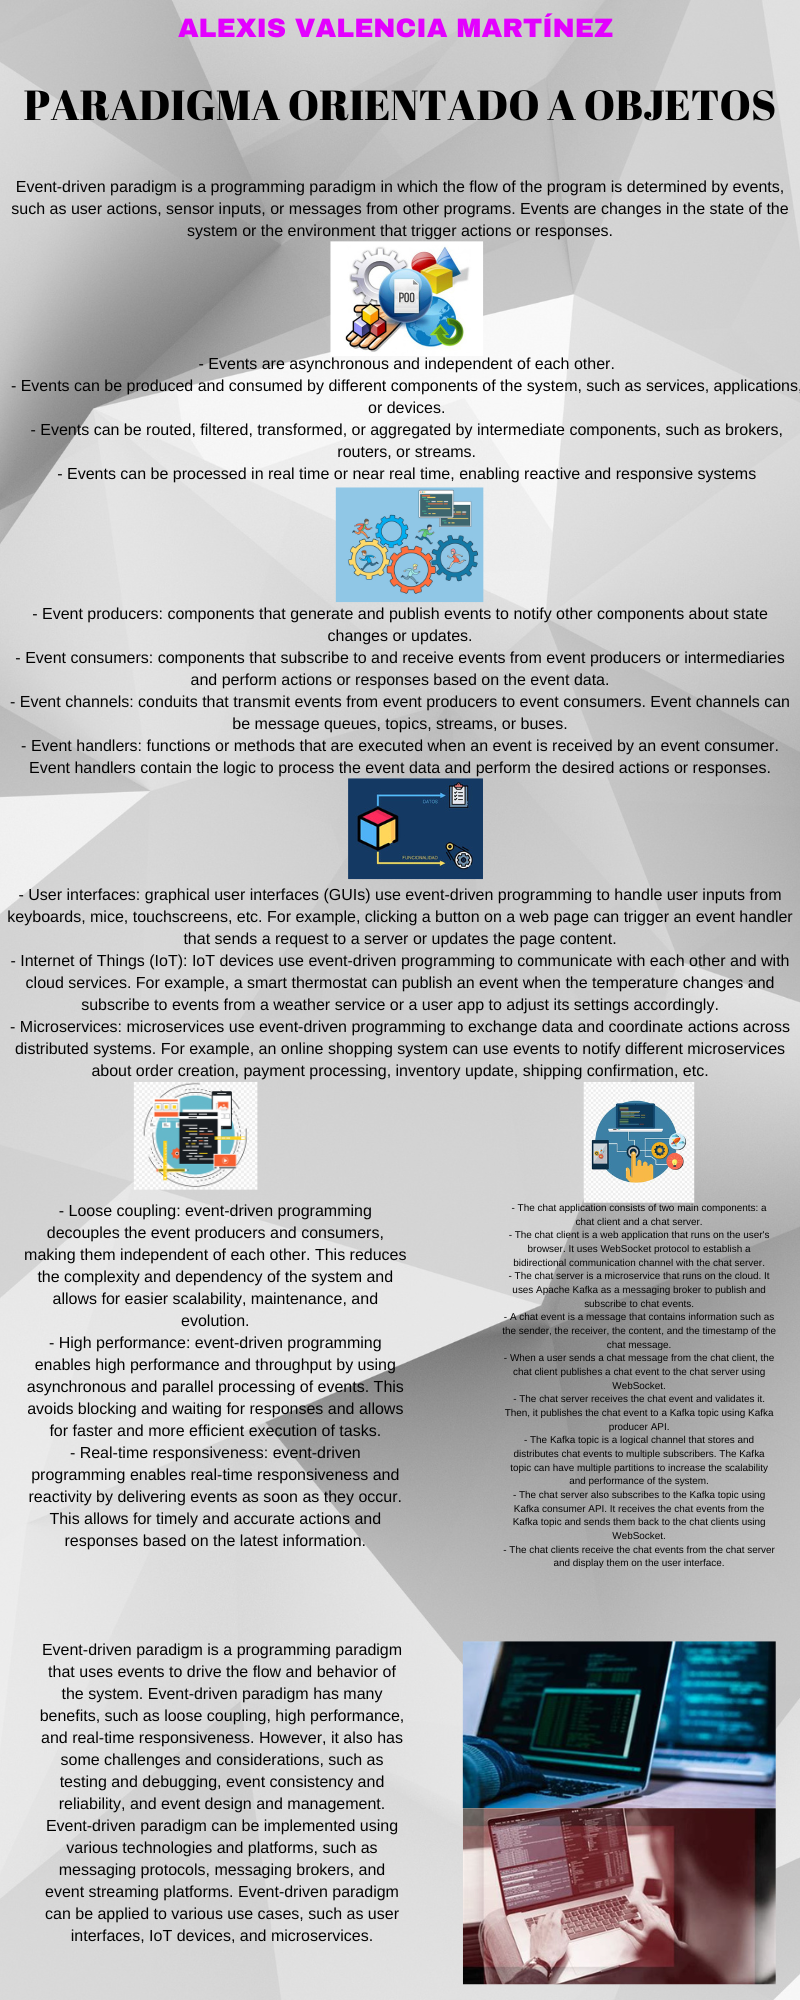 ALEXIS VALENCIA MARTÍNEZ
PARADIGMA ORIENTADO A OBJETOS
Event-driven paradigm is a programming paradigm in which the flow of the program is determined by events,
such as user actions, sensor inputs, or messages from other programs. Events are changes in the state of the
system or the environment that trigger actions or responses.
POO
- Events are asynchronous and independent of each other.
- Events can be produced and consumed by different components of the system, such as services, applications,
or devices.
- Events can be routed, filtered, transformed, or aggregated by intermediate components, such as brokers,
routers, or streams.
- Events can be processed in real time or near real time, enabling reactive and responsive systems
- Event producers: components that generate and publish events to notify other components about state
changes or updates.
- Event consumers: components that subscribe to and receive events from event producers or intermediaries
and perform actions or responses based on the event data.
- Event channels: conduits that transmit events from event producers to event consumers. Event channels can
be message queues, topics, streams, or buses.
- Event handlers: functions or methods that are executed when an event is received by an event consumer.
Event handlers contain the logic to process the event data and perform the desired actions or responses.
DATOS
FUNCIONALIDAD
- User interfaces: graphical user interfaces (GUIs) use event-driven programming to handle user inputs from
keyboards, mice, touchscreens, etc. For example, clicking a button on a web page can trigger an event handler
that sends a request to a server or updates the page content.
- Internet of Things (IoT): IoT devices use event-driven programming to communicate with each other and with
cloud services. For example, a smart thermostat can publish an event when the temperature changes and
subscribe to events from a weather service or a user app to adjust its settings accordingly.
- Microservices: microservices use event-driven programming to exchange data and coordinate actions across
distributed systems. For example, an online shopping system can use events to notify different microservices
about order creation, payment processing, inventory update, shipping confirmation, etc.
- Loose coupling: event-driven programming
decouples the event producers and consumers,
making them independent of each other. This reduces
the complexity and dependency of the system and
allows for easier scalability, maintenance, and
evolution.
- High performance: event-driven programming
enables high performance and throughput by using
asynchronous and parallel processing of events. This
avoids blocking and waiting for responses and allows
for faster and more efficient execution of tasks.
- Real-time responsiveness: event-driven
programming enables real-time responsiveness and
reactivity by delivering events as soon as they occur.
This allows for timely and accurate actions and
responses based on the latest information.
- The chat application consists of two main components: a
chat client and a chat server.
- The chat client is a web application that runs on the user's
browser. It uses WebSocket protocol to establish a
bidirectional communication channel with the chat server.
- The chat server is a microservice that runs on the cloud. It
uses Apache Kafka as a messaging broker to publish and
subscribe to chat events.
- A chat event is a message that contains information such as
the sender, the receiver, the content, and the timestamp of the
chat message.
- When a user sends a chat message from the chat client, the
chat client publishes a chat event to the chat server using
WebSocket.
- The chat server receives the chat event and validates it.
Then, it publishes the chat event to a Kafka topic using Kafka
producer API.
- The Kafka topic is a logical channel that stores and
distributes chat events to multiple subscribers. The Kafka
topic can have multiple partitions to increase the scalability
and performance of the system.
- The chat server also subscribes to the Kafka topic using
Kafka consumer API. It receives the chat events from the
Kafka topic and sends them back to the chat clients using
WebSocket.
- The chat clients receive the chat events from the chat server
and display them on the user interface.
Event-driven paradigm is a programming paradigm
that uses events to drive the flow and behavior of
the system. Event-driven paradigm has many
benefits, such as loose coupling, high performance,
and real-time responsiveness. However, it also has
some challenges and considerations, such as
testing and debugging, event consistency and
reliability, and event design and management.
Event-driven paradigm can be implemented using
various technologies and platforms, such as
messaging protocols, messaging brokers, and
event streaming platforms. Event-driven paradigm
can be applied to various use cases, such as user
interfaces, IoT devices, and microservices.